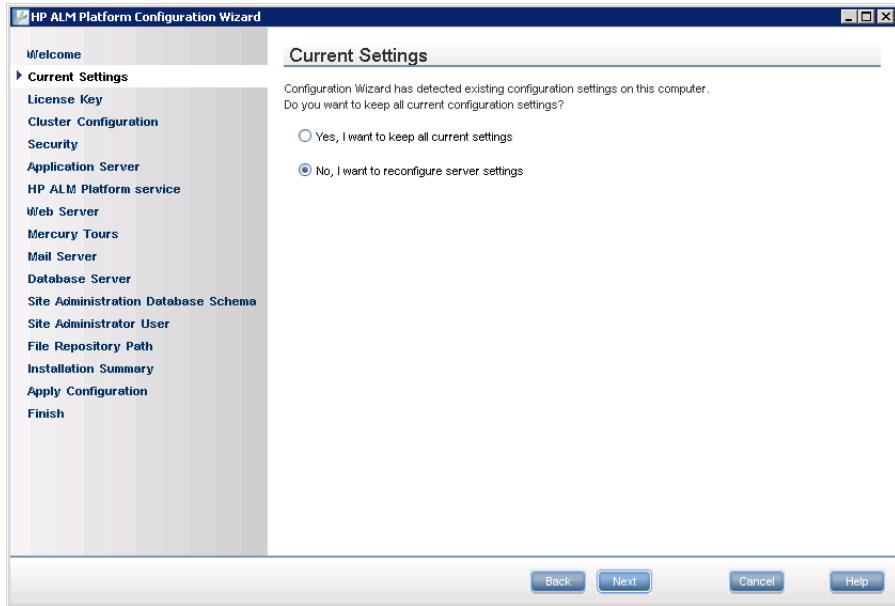 HP ALM Platform Configuration Wizard
Welcome
Current Settings
License Key
Cluster Configuration
Security
Application Server
HP ALM Platform service
Web Server
Mercury Tours
Mail Server
Database Server
Site Administration Database Schema
Site Administrator User
File Repository Path
Installation Summary
Apply Configuration
Finish
Current Settings
Configuration Wizard has detected existing configuration settings on this computer.
Do you want to keep all current configuration settings?
Yes, I want to keep all current settings
No, I want to reconfigure server settings
Back Next Cancel Help